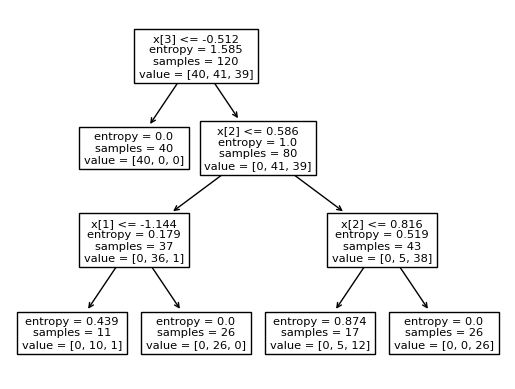 x[3] <= -0.512
entropy = 1.585
samples = 120
value = [40, 41, 39]
entropy = 0.0
samples = 40
value = [40, 0, 0]
x[2] <= 0.586
entropy = 1.0
samples = 80
value = [0, 41, 39]
x[1] <= -1.144
entropy = 0.179
samples = 37
value = [0, 36, 1]
x[2] <= 0.816
entropy = 0.519
samples = 43
value = [0, 5, 38]
entropy = 0.439
samples = 11
value = [0, 10, 1]
entropy = 0.0
samples = 26
value = [0, 26, 0]
entropy = 0.874
samples = 17
value = [0, 5, 12]
entropy = 0.0
samples = 26
value = [0, 0, 26]